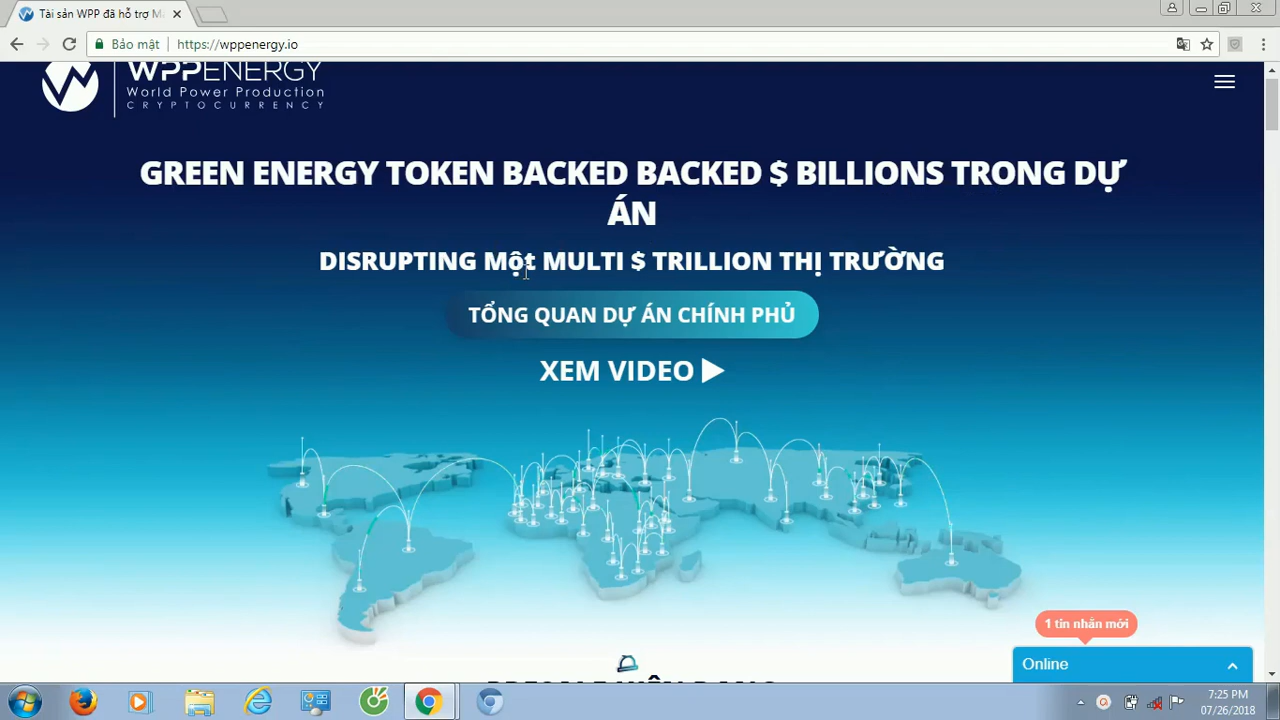 Tài sản WPP đã hỗ trợ M
Bảo mật
https://wppenergy.io
WPPENERGY
World Power Production
CRYPTOCURRENCY
GREEN ENERGY TOKEN BACKED BACKED $ BILLIONS TRONG DỰ
ÁN
DISRUPTING Một MULTI $ TRILLION THỊ TRƯỜNG
TỔNG QUAN DỰ ÁN CHÍNH PHỦ
XEM VIDEO
1 tin nhắn mới
Online
7:25 PM
07/26/2018